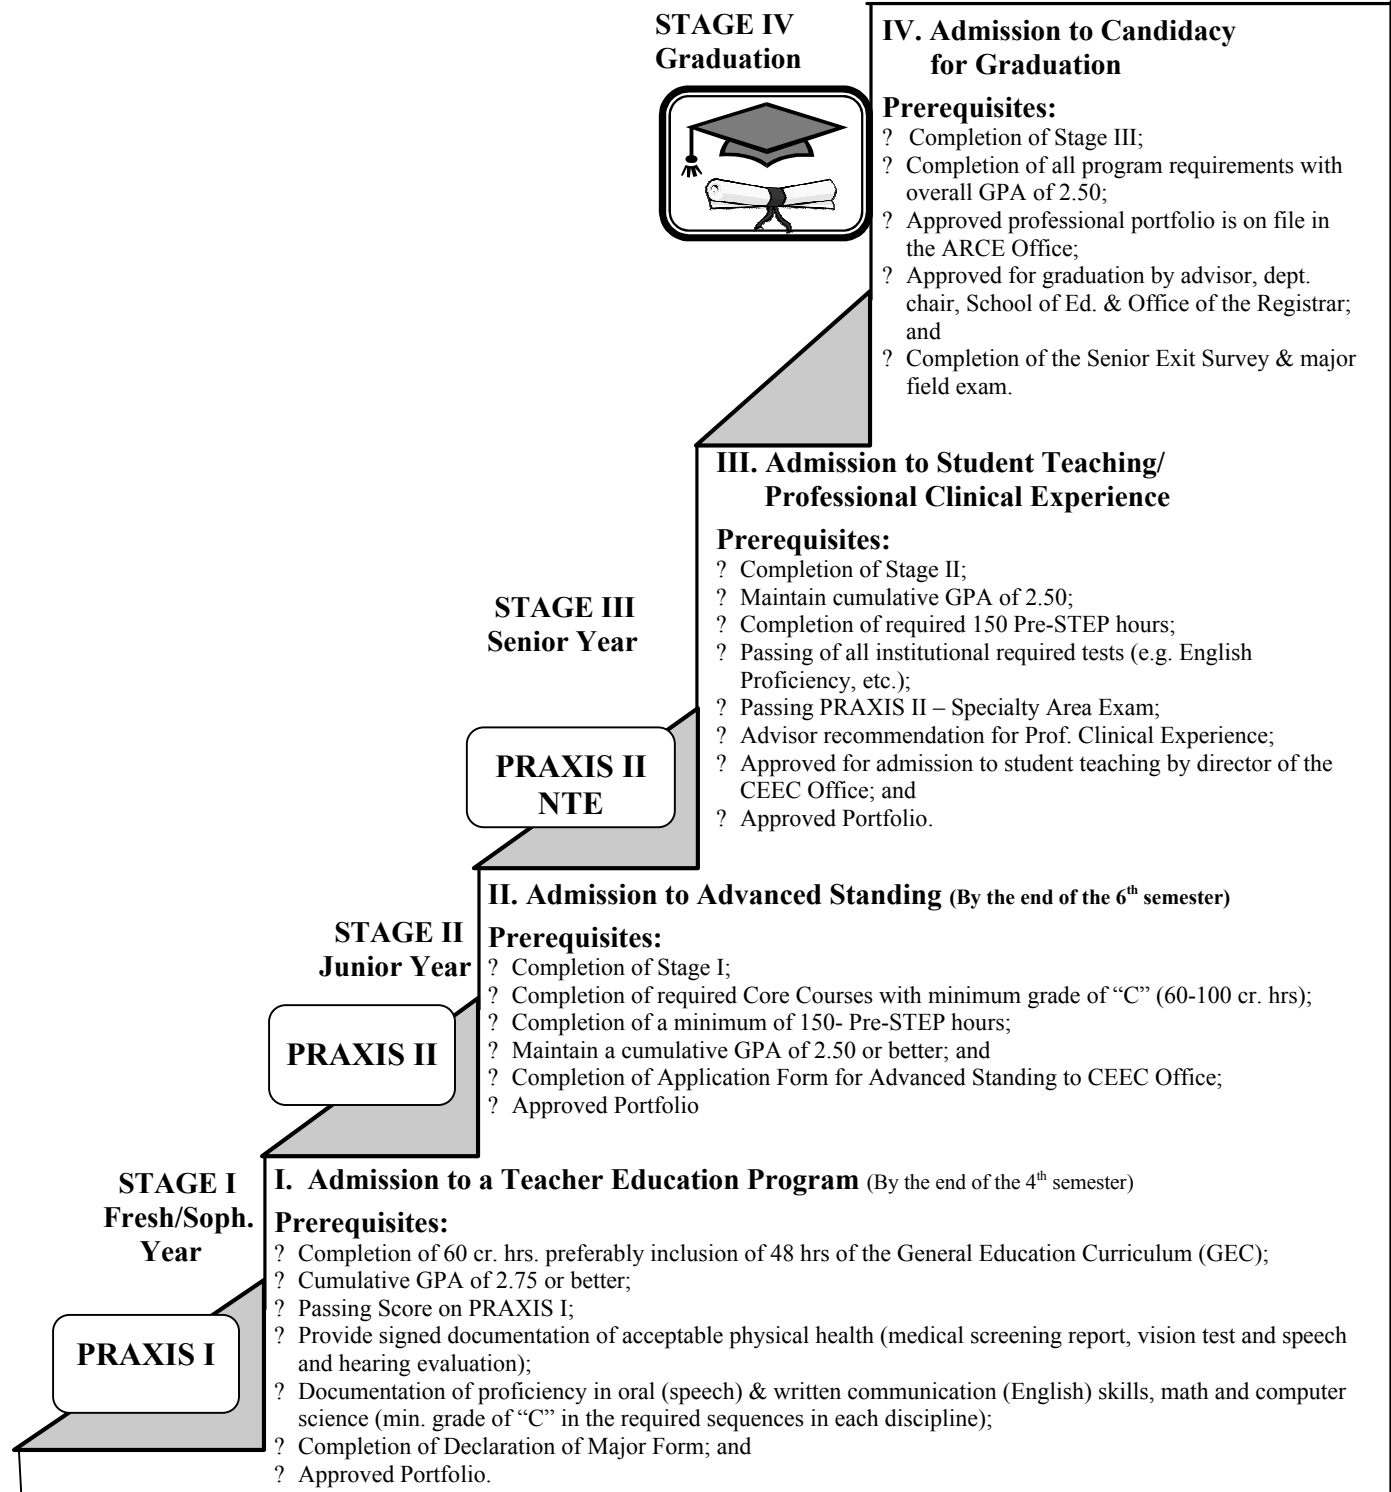 STAGE IV
Graduation
IV. Admission to Candidacy
for Graduation
Prerequisites:
? Completion of Stage III;
? Completion of all program requirements with
overall GPA of 2.50;
? Approved professional portfolio is on file in
the ARCE Office;
? Approved for graduation by advisor, dept.
chair, School of Ed. & Office of the Registrar;
and
? Completion of the Senior Exit Survey & major
field exam.
III. Admission to Student Teaching/
Professional Clinical Experience
Prerequisites:
? Completion of Stage II;
? Maintain cumulative GPA of 2.50;
? Completion of required 150 Pre-STEP hours;
? Passing of all institutional required tests (e.g. English
Proficiency, etc.);
? Passing PRAXIS II – Specialty Area Exam;
? Advisor recommendation for Prof. Clinical Experience;
? Approved for admission to student teaching by director of the
CEEC Office; and
? Approved Portfolio.
STAGE III
Senior Year
PRAXIS II
NTE
II. Admission to Advanced Standing (By the end of the 6th semester)
Prerequisites:
? Completion of Stage I;
? Completion of required Core Courses with minimum grade of “C” (60-100 cr. hrs);
? Completion of a minimum of 150- Pre-STEP hours;
? Maintain a cumulative GPA of 2.50 or better; and
? Completion of Application Form for Advanced Standing to CEEC Office;
? Approved Portfolio
STAGE II
Junior Year
PRAXIS II
I. Admission to a Teacher Education Program (By the end of the 4th semester)
Prerequisites:
? Completion of 60 cr. hrs. preferably inclusion of 48 hrs of the General Education Curriculum (GEC);
? Cumulative GPA of 2.75 or better;
? Passing Score on PRAXIS I;
? Provide signed documentation of acceptable physical health (medical screening report, vision test and speech
and hearing evaluation);
? Documentation of proficiency in oral (speech) & written communication (English) skills, math and computer
science (min. grade of “C” in the required sequences in each discipline);
? Completion of Declaration of Major Form; and
? Approved Portfolio.
STAGE I
Fresh/Soph.
Year
PRAXIS I